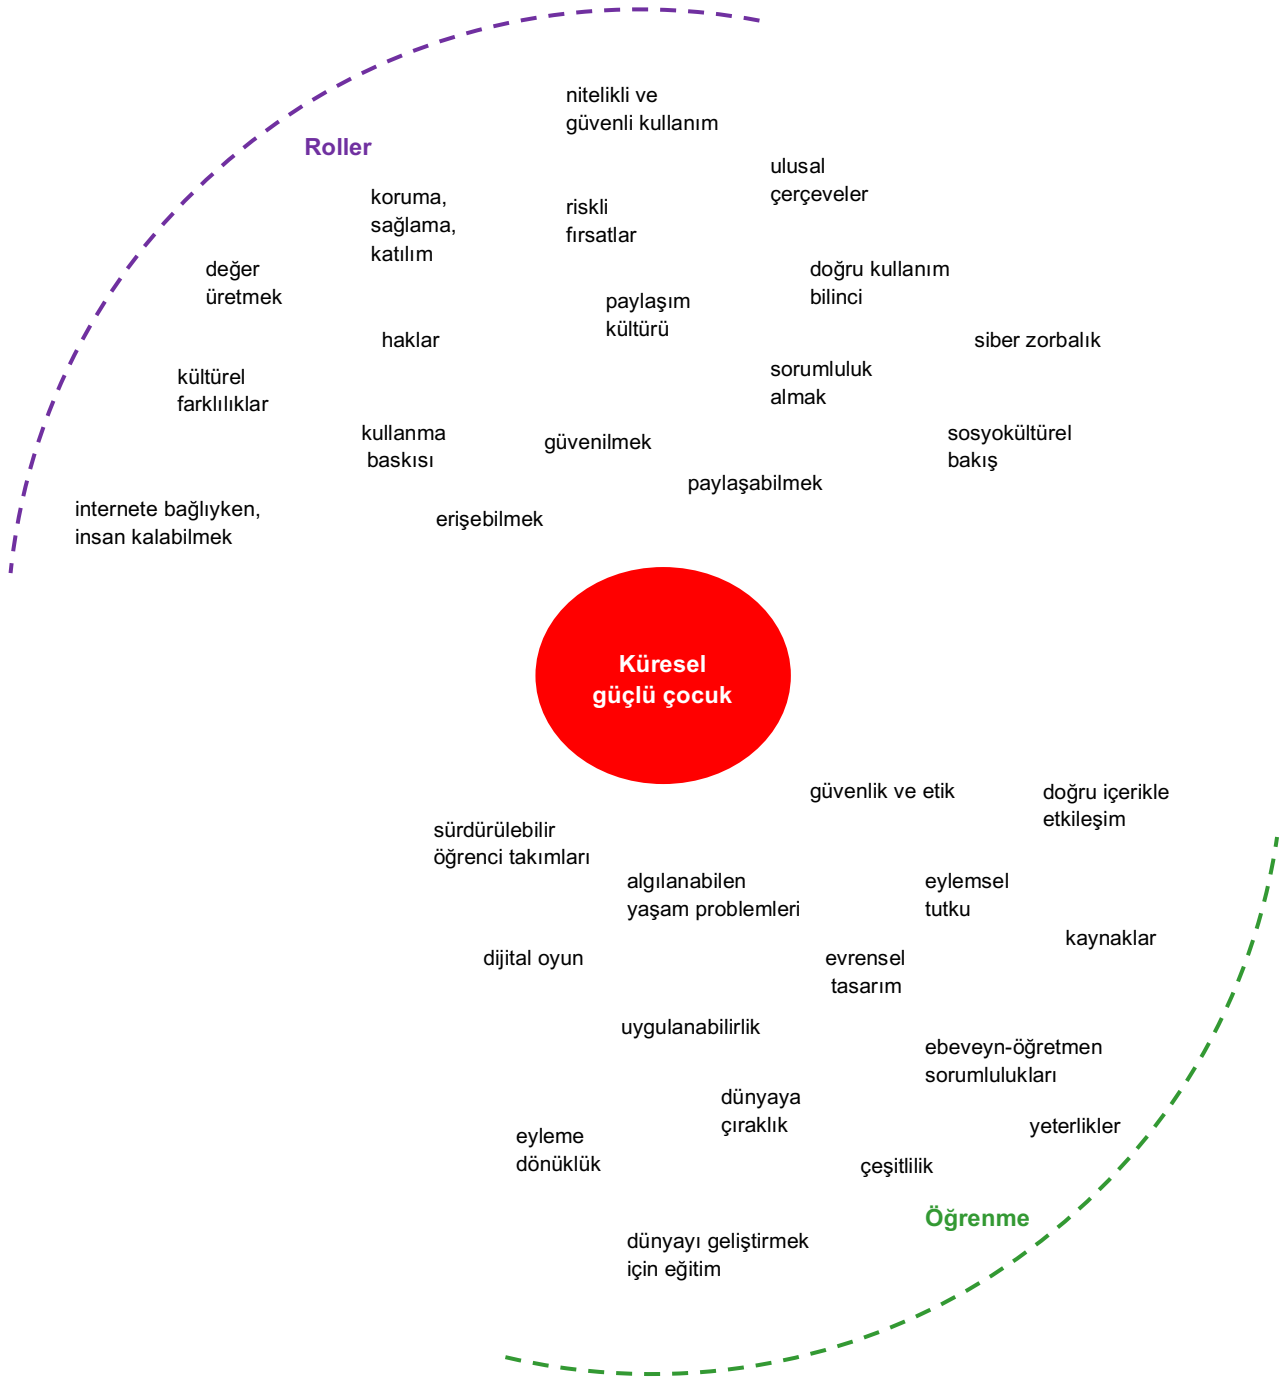 nitelikli ve
güvenli kullanım
Roller
ulusal
çerçeveler
koruma,
sağlama,
katılım
riskli
fırsatlar
değer
üretmek
doğru kullanım
bilinci
paylaşım
kültürü
haklar
siber zorbalık
kültürel
farklılıklar
sorumluluk
almak
kullanma
baskısı
güvenilmek
sosyokültürel
bakış
paylaşabilmek
internete bağlıyken,
insan kalabilmek
erişebilmek
Küresel
güçlü çocuk
güvenlik ve etik
doğru içerikle
etkileşim
sürdürülebilir
öğrenci takımları
algılanabilen
yaşam problemleri
eylemsel
tutku
kaynaklar
dijital oyun
evrensel
tasarım
uygulanabilirlik
ebeveyn-öğretmen
sorumlulukları
dünyaya
çıraklık
yeterlikler
eyleme
dönüklük
çeşitlilik
Öğrenme
dünyayı geliştirmek
için eğitim